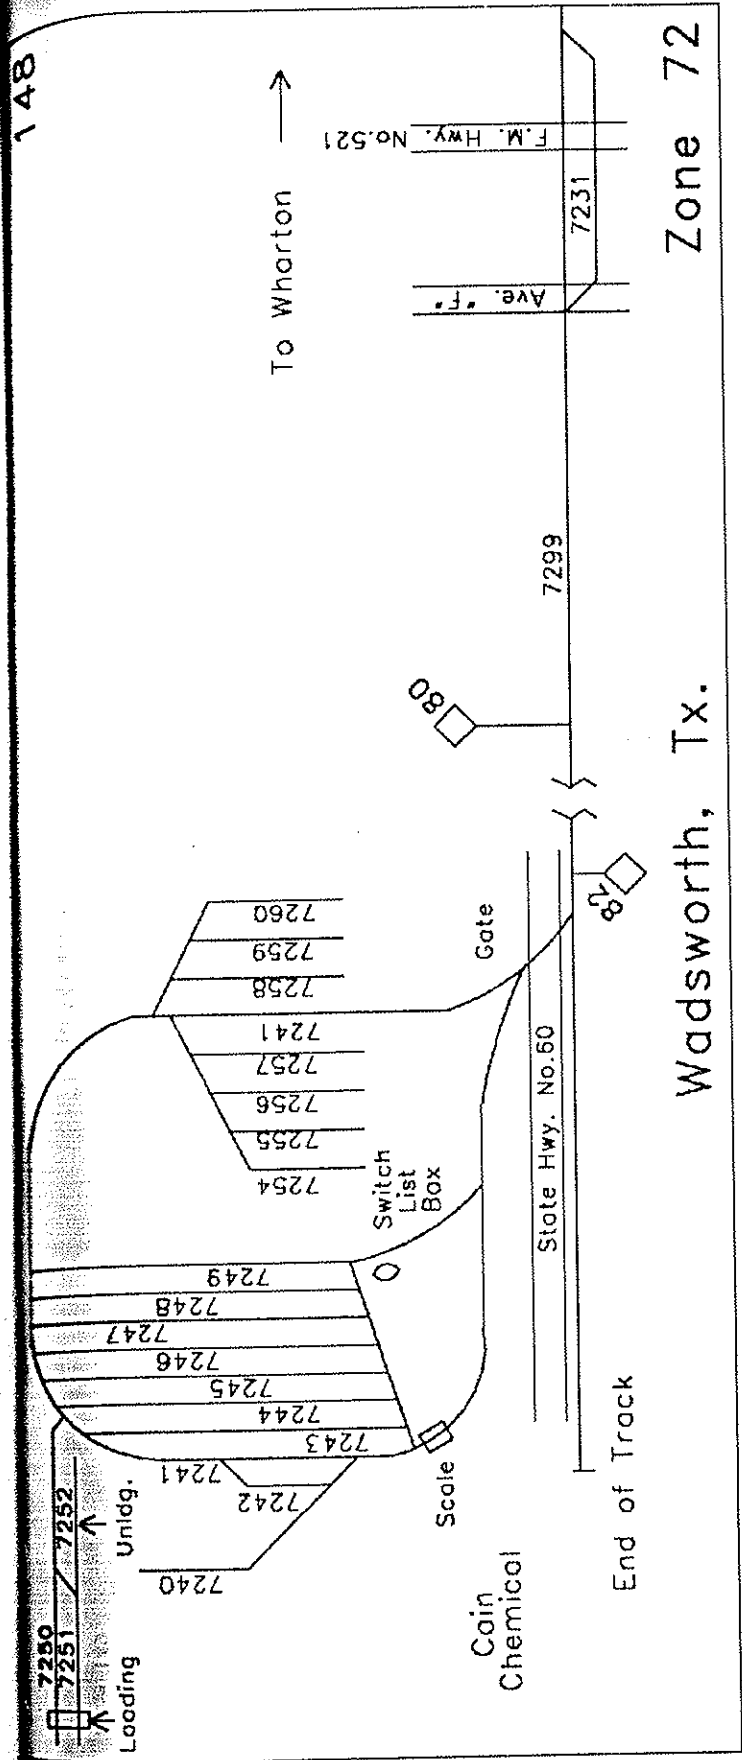 148
To Wharton
F.M. Hwy. No.521
Ave. "F"
7231
7299
80
82
Gate
State Hwy. No.60
7260
7259
7258
7241
7257
7256
7255
7254
Switch
List
Box
7249
7248
7247
7246
7245
7244
7243
7241
7242
7240
7250
7251
7252
Unldg.
Loading
Scale
Cain
Chemical
End of Track
Wadsworth, Tx.
Zone 72